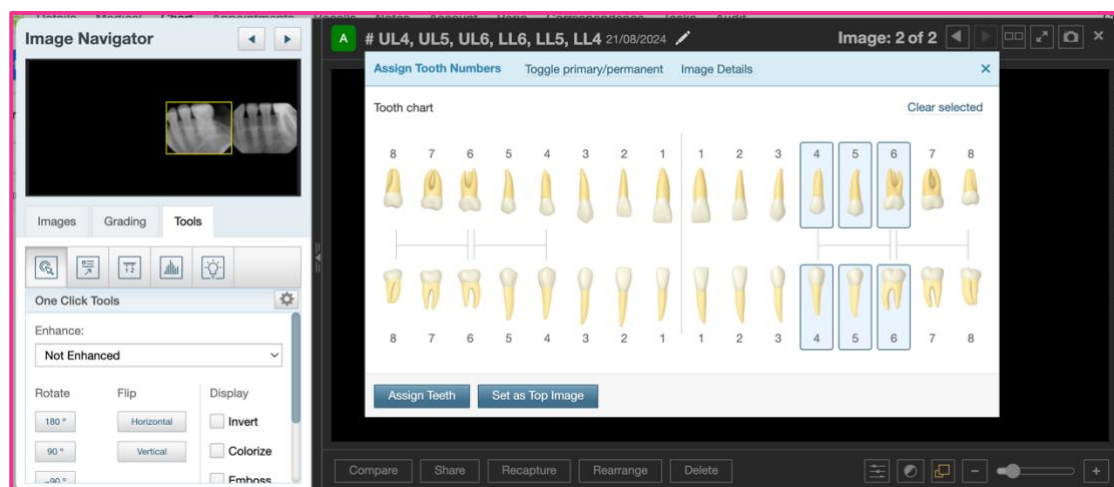 Image Navigator
A # UL4, UL5, UL6, LL6, LL5, LL4 21/08/2024
Image: 2 of 2
Assign Tooth Numbers Toggle primary/permanent Image Details
Tooth chart
Clear selected
8 7 6 5 4 3 2 1 1 2 3 4 5 6 7 8
8 7 6 5 4 3 2 1 1 2 3 4 5 6 7 8
Assign Teeth Set as Top Image
Images Grading Tools
One Click Tools
Enhance:
Not Enhanced
Rotate Flip Display
180 ° Horizontal Invert
90 ° Vertical Colorize
-90 ° Emboss
Compare Share Recapture Rearrange Delete